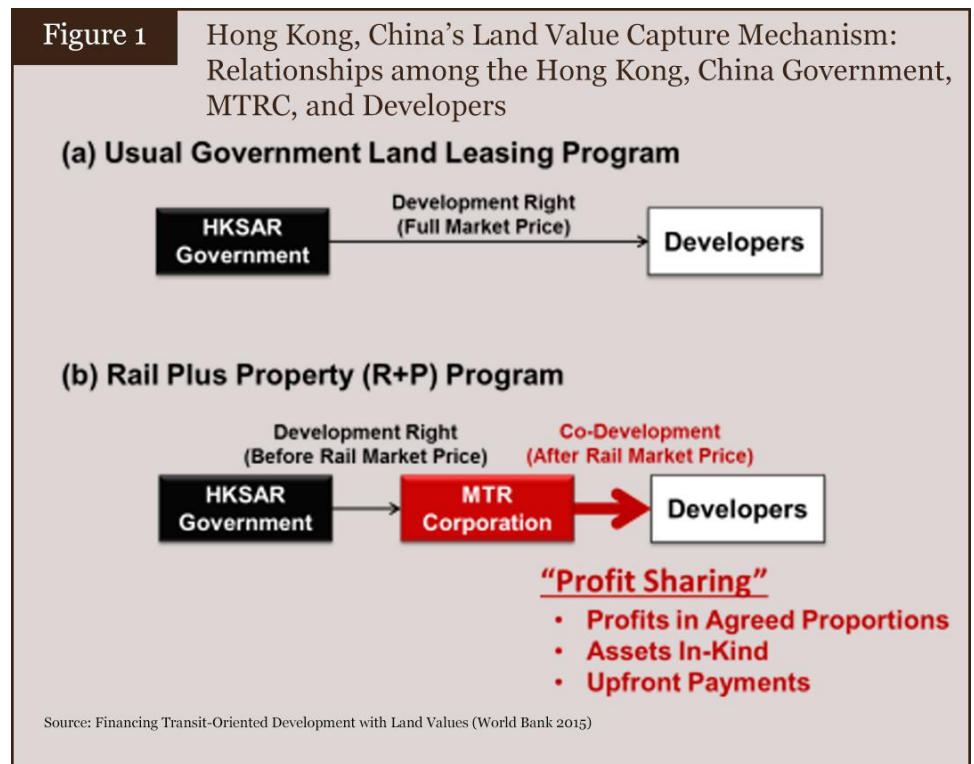 Figure 1
Hong Kong, China’s Land Value Capture Mechanism:
Relationships among the Hong Kong, China Government,
MTRC, and Developers
(a) Usual Government Land Leasing Program
HKSAR
Government
Development Right
(Full Market Price)
Developers
(b) Rail Plus Property (R+P) Program
HKSAR
Government
Development Right
(Before Rail Market Price)
MTR
Corporation
Co-Development
(After Rail Market Price)
Developers
“Profit Sharing”
• Profits in Agreed Proportions
• Assets In-Kind
• Upfront Payments
Source: Financing Transit-Oriented Development with Land Values (World Bank 2015)